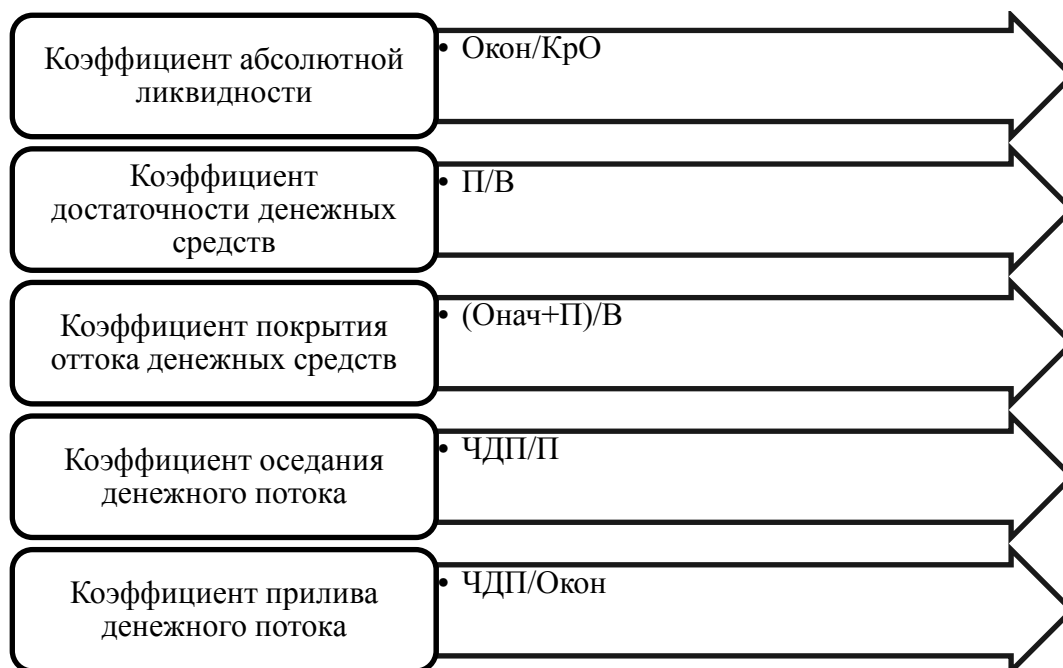 Коэффициент абсолютной
ликвидности
• Окон/КрО
Коэффициент
достаточности денежных
средств
• П/В
Коэффициент покрытия
оттока денежных средств
• (Онач+П)/В
Коэффициент оседания
денежного потока
• ЧДП/П
Коэффициент прилива
денежного потока
• ЧДП/Окон